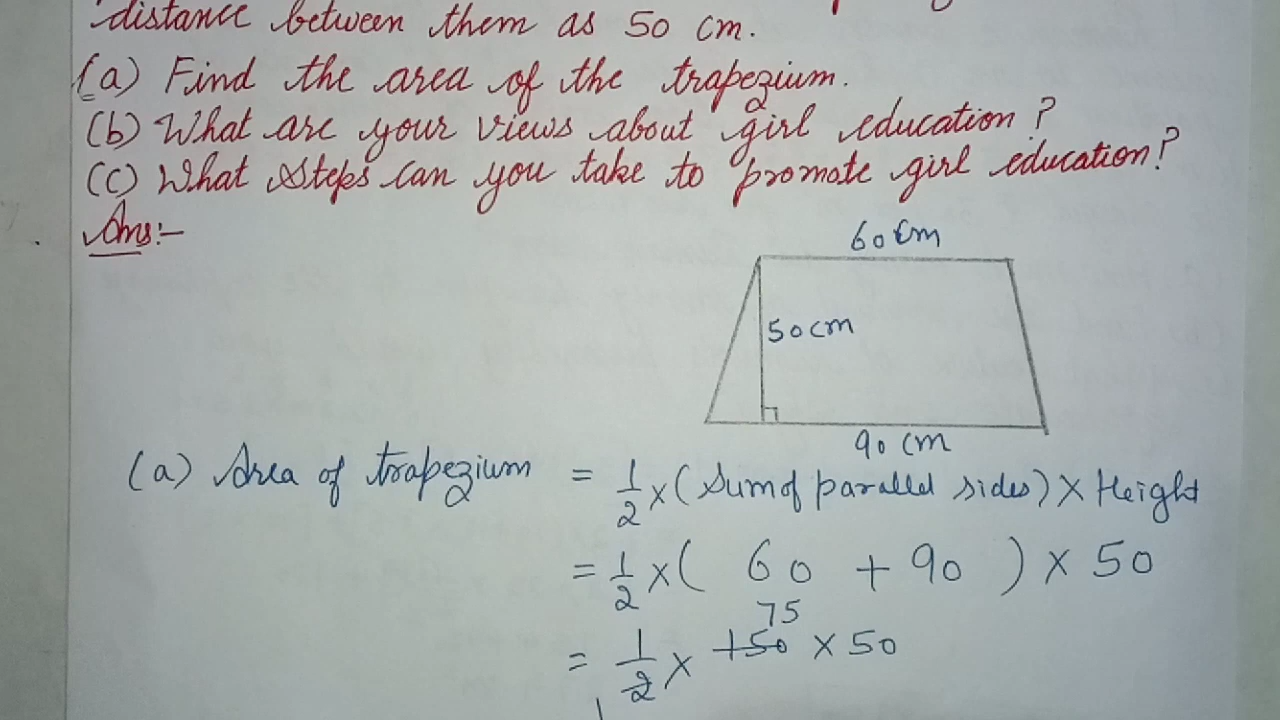 distance between them as 50 cm.
(a) Find the area of the trapezium.
(b) What are your views about girl education?
(c) What steps can you take to promote girl education?
Ans:-
60 cm
50 cm
90 cm
(a) Area of trapezium = 1/2 × (Sum of parallel sides) × Height
= 1/2 × ( 60 + 90 ) × 50
75
= 1/2 × 150 × 50
1